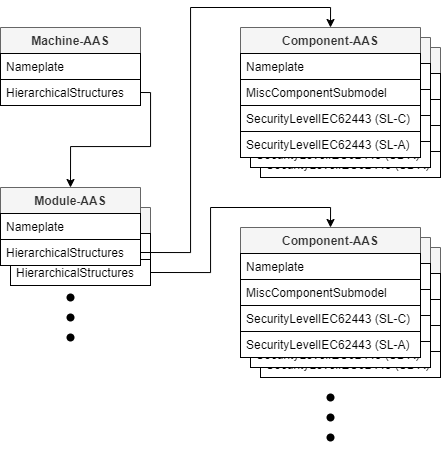 Machine-AAS
Nameplate
HierarchicalStructures
Module-AAS
Nameplate
HierarchicalStructures
HierarchicalStructures
Component-AAS
Nameplate
MiscComponentSubmodel
SecurityLevelIEC62443 (SL-C)
SecurityLevelIEC62443 (SL-A)
Component-AAS
Nameplate
MiscComponentSubmodel
SecurityLevelIEC62443 (SL-C)
SecurityLevelIEC62443 (SL-A)